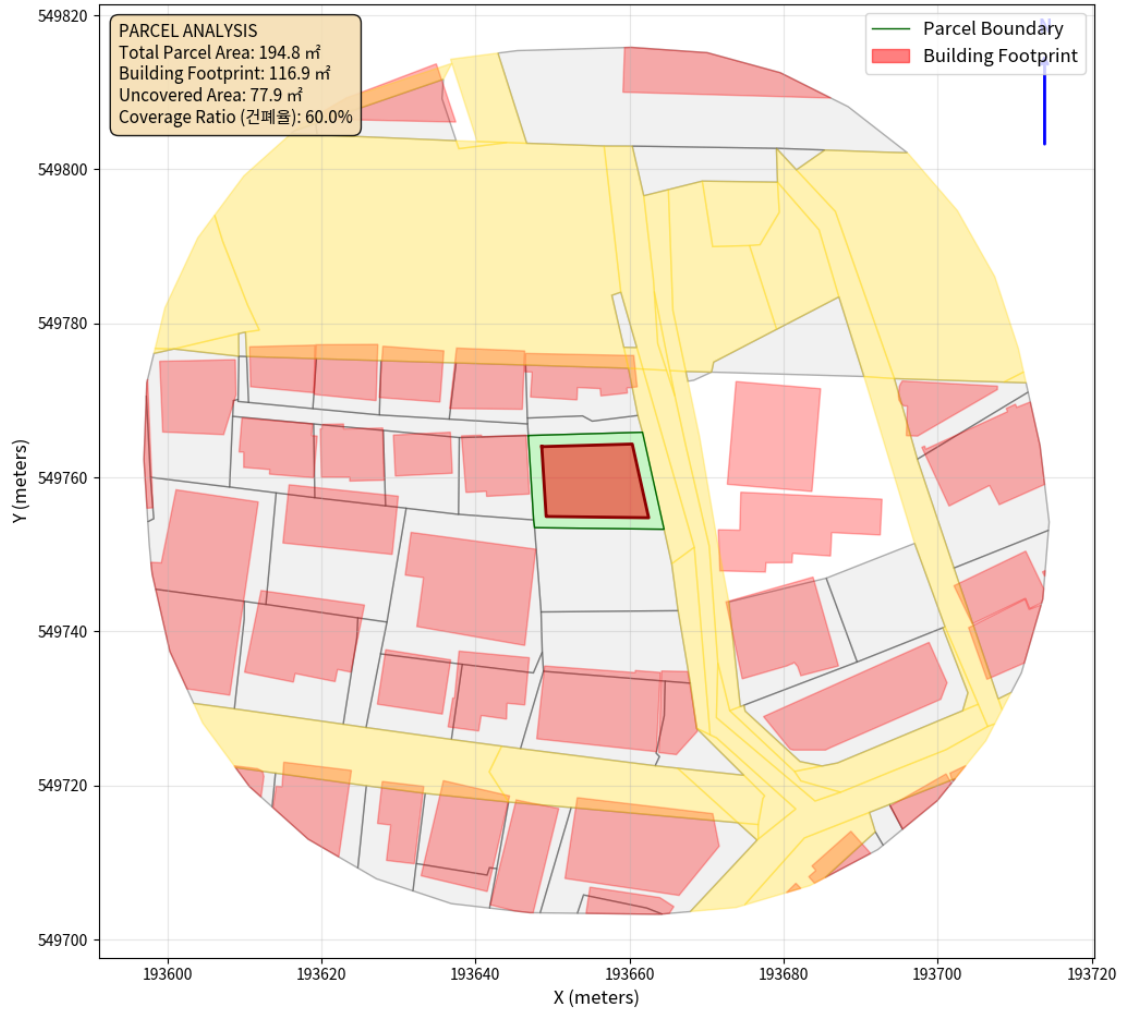 PARCEL ANALYSIS
Total Parcel Area: 194.8 ㎡
Building Footprint: 116.9 ㎡
Uncovered Area: 77.9 ㎡
Coverage Ratio (건폐율): 60.0%
Parcel Boundary
Building Footprint
N
Y (meters)
549820
549800
549780
549760
549740
549720
549700
193600
193620
193640
193660
193680
193700
193720
X (meters)